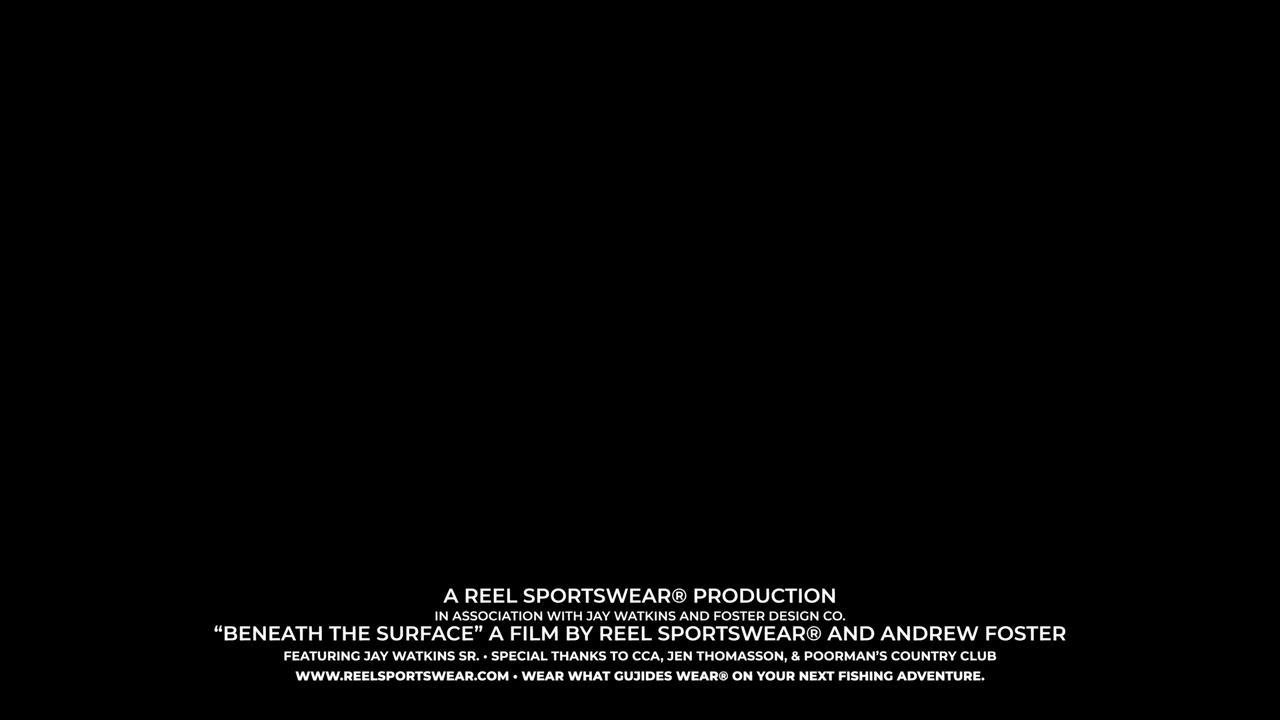 A REEL SPORTSWEAR® PRODUCTION
IN ASSOCIATION WITH JAY WATKINS AND FOSTER DESIGN CO.
“BENEATH THE SURFACE” A FILM BY REEL SPORTSWEAR® AND ANDREW FOSTER
FEATURING JAY WATKINS SR. • SPECIAL THANKS TO CCA, JEN THOMASSON, & POORMAN’S COUNTRY CLUB
WWW.REELSPORTSWEAR.COM • WEAR WHAT GUJIDES WEAR® ON YOUR NEXT FISHING ADVENTURE.